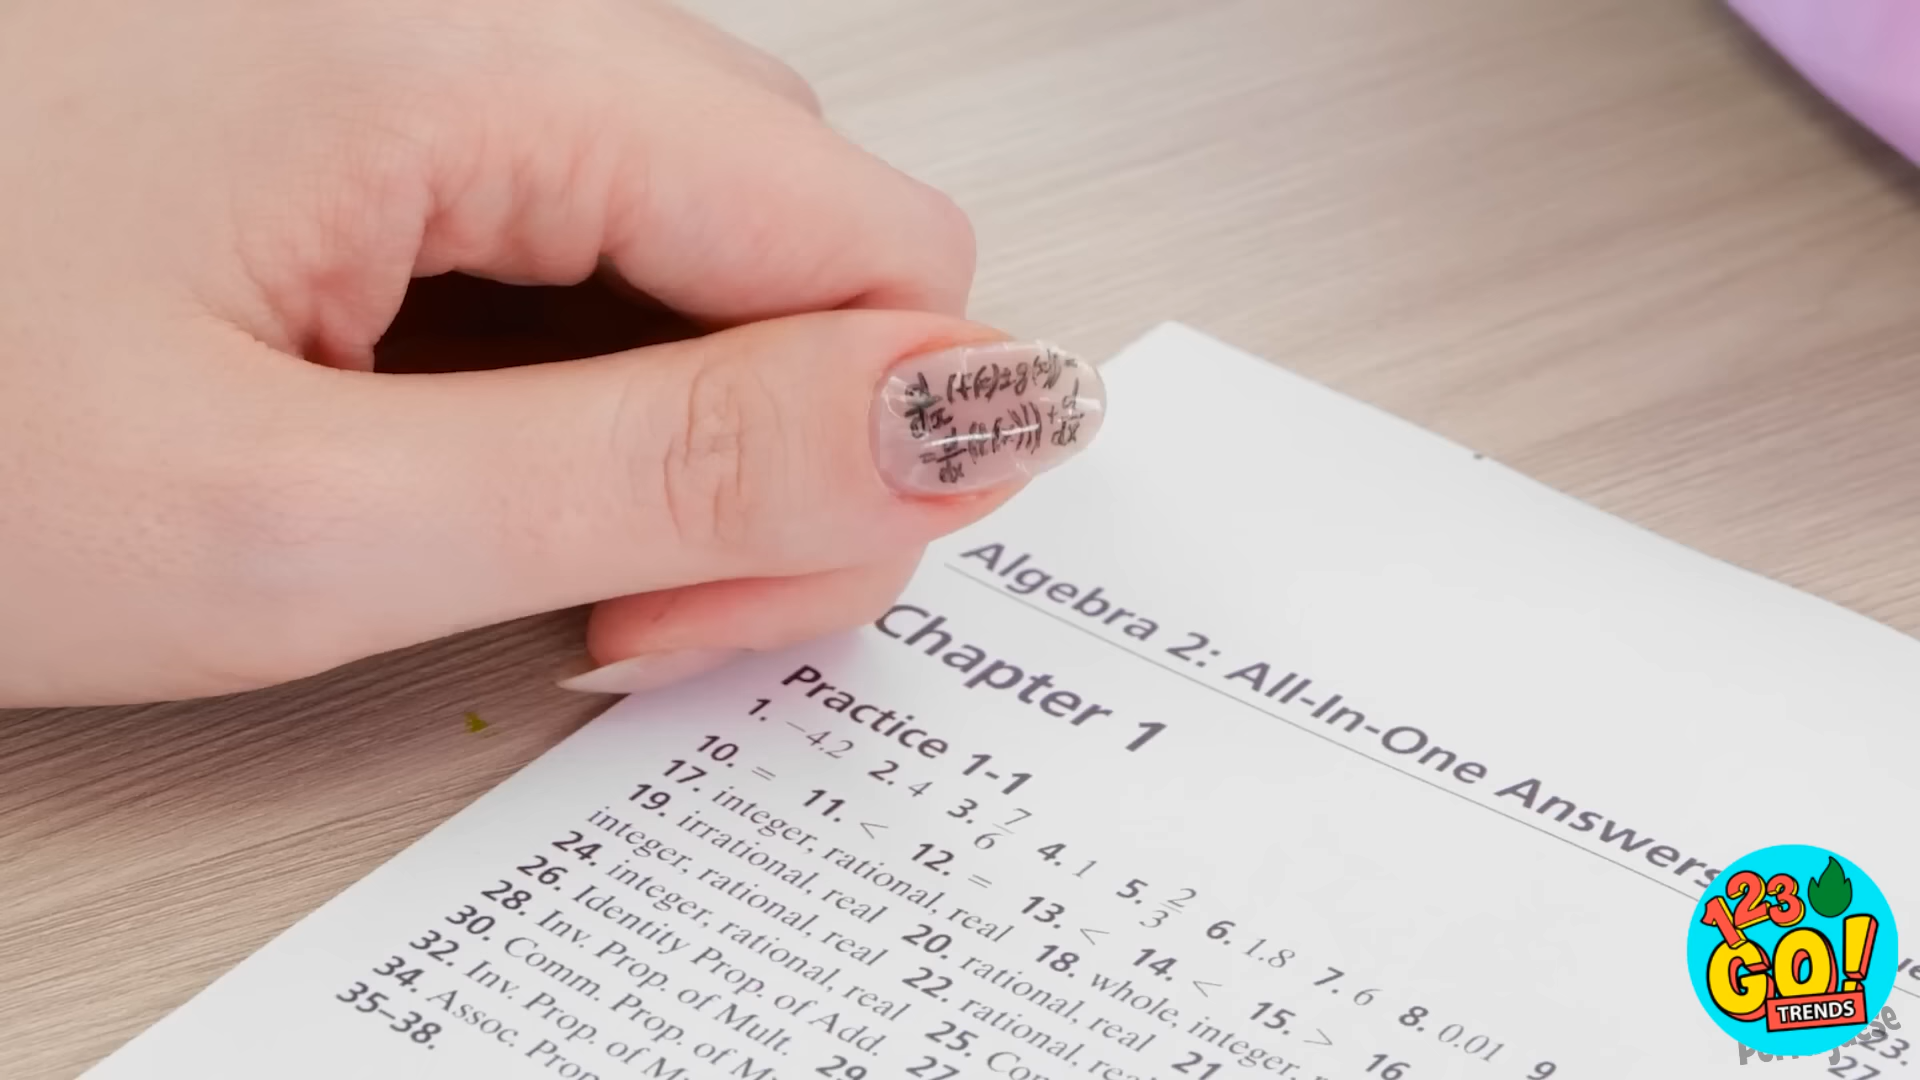 Algebra 2: All-In-One Answers
Chapter 1
Practice 1-1
1. −4.2 2. 4 3. 7/6 4. 1 5. 2/3 6. 1.8 7. 6 8. 0.01 9
10. = 11. < 12. = 13. < 14. < 15. > 16
17. integer, rational, real 18. whole, integer,
19. irrational, real 20. rational, real 21
integer, rational, real 22. rational,
24. integer, rational, real 25.
26. Identity Prop. of Add. 27
28. Inv. Prop. of Mult. 29
30. Comm. Prop. of
32. Inv. Prop. of
34. Assoc.
35–38.
23.
27
123
GO!
TRENDS